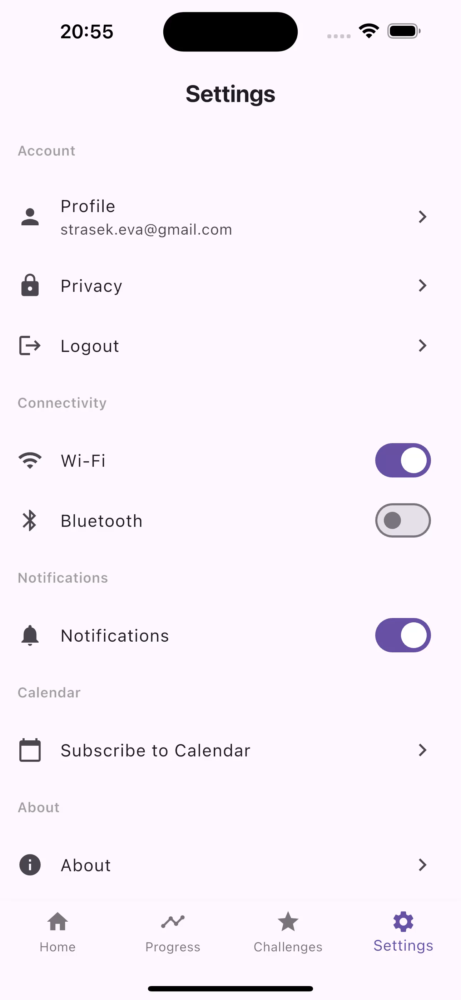 20:55
Settings
Account
Profile
strasek.eva@gmail.com
Privacy
Logout
Connectivity
Wi-Fi
Bluetooth
Notifications
Notifications
Calendar
Subscribe to Calendar
About
About
Home
Progress
Challenges
Settings